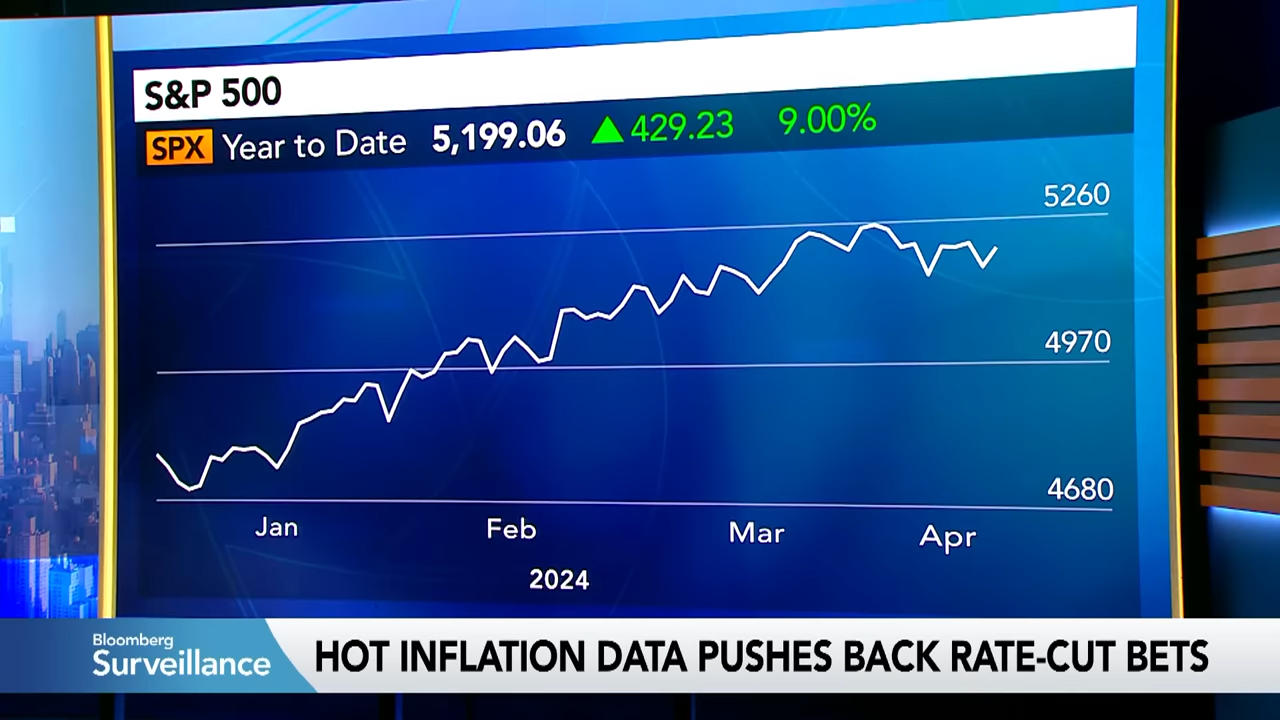 S&P 500
SPX Year to Date 5,199.06 ▲ 429.23 9.00%
5260
4970
4680
Jan Feb Mar Apr
2024
Bloomberg
Surveillance
HOT INFLATION DATA PUSHES BACK RATE-CUT BETS